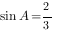 sin A = 2/3